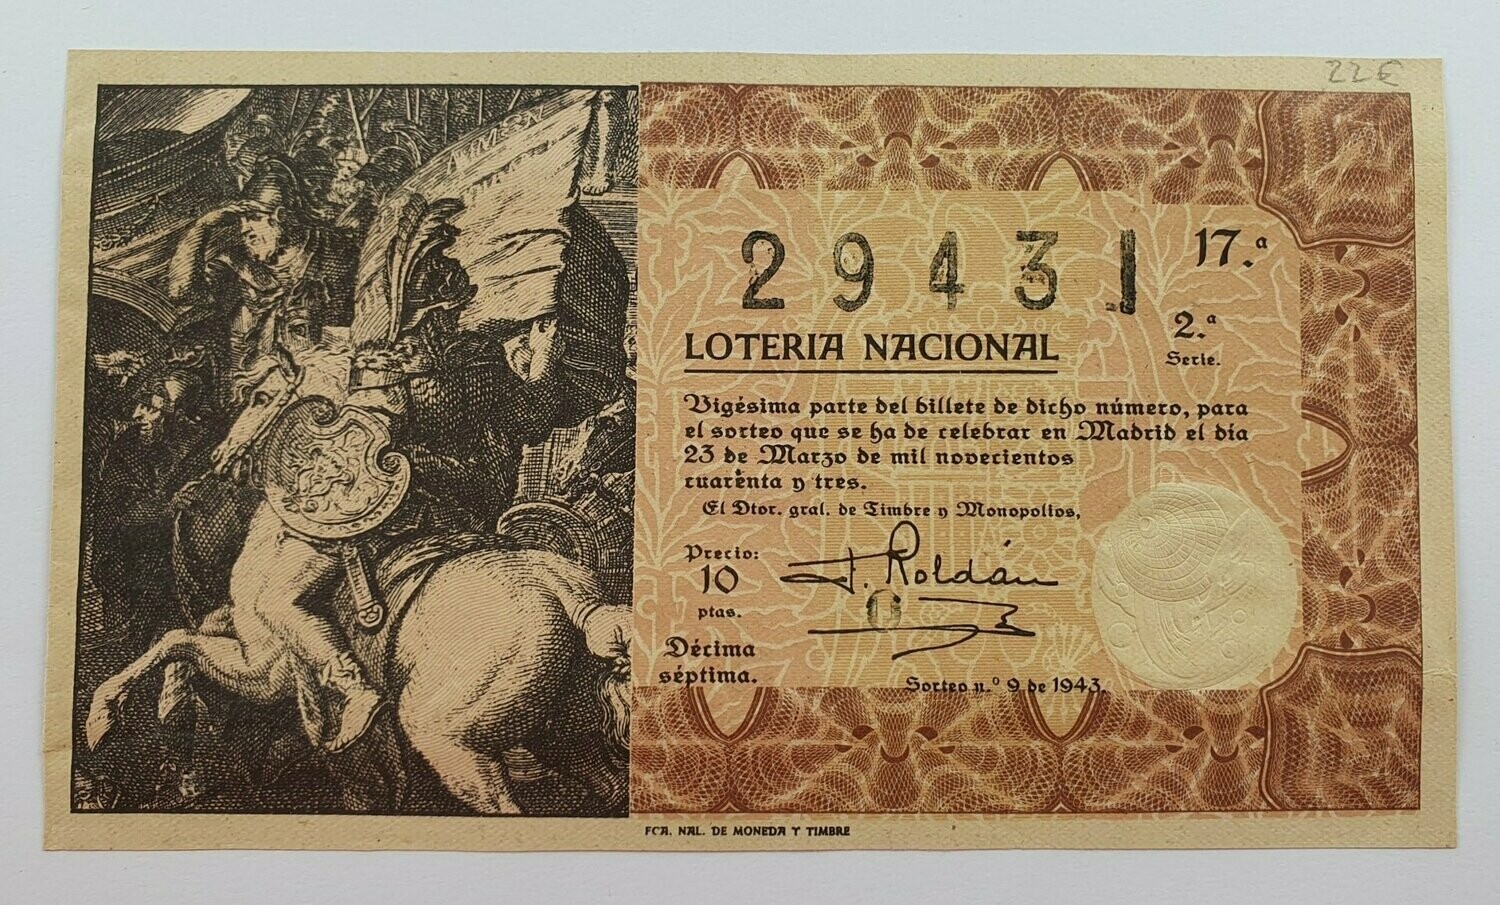 22€
29431
17.ª
2.ª
Serie.
LOTERIA NACIONAL
Vigésima parte del billete de dicho número, para
el sorteo que se ha de celebrar en Madrid el día
23 de Marzo de mil novecientos
cuarenta y tres.
El Dtor. gral. de Timbre y Monopolios,
Precio:
10
ptas.
J. Roldán
Décima
séptima.
Sorteo n.º 9 de 1943.
FCA. NAL. DE MONEDA Y TIMBRE